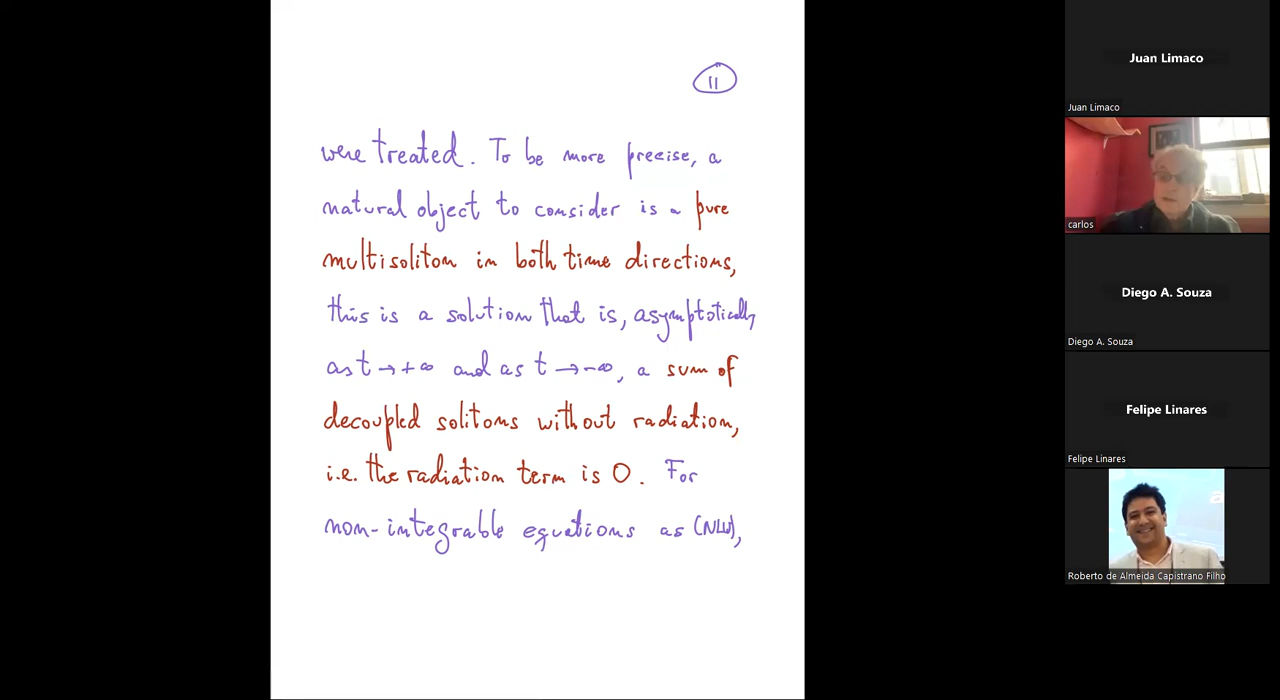 11
were treated. To be more precise, a
natural object to consider is a pure
multisoliton in both time directions,
this is a solution that is, asymptotically
as t → +∞ and as t → -∞, a sum of
decoupled solitons without radiation,
i.e. the radiation term is 0. For
non-integrable equations as (NLW),
Juan Limaco
Juan Limaco
carlos
Diego A. Souza
Diego A. Souza
Felipe Linares
Felipe Linares
Roberto de Almeida Capistrano Filho